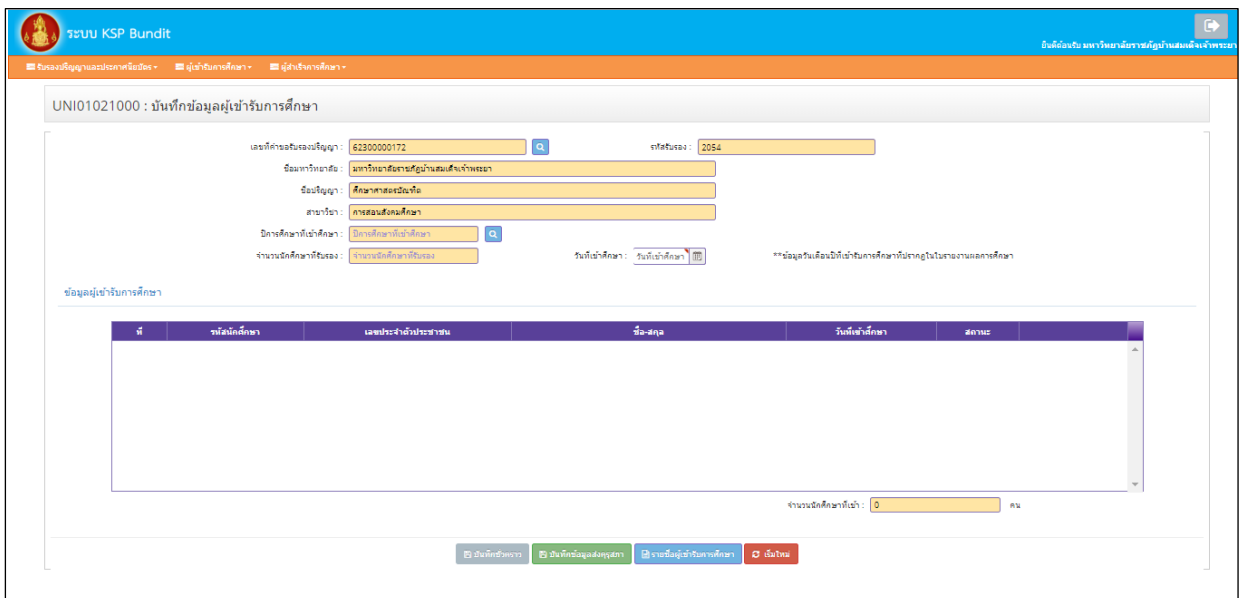 ระบบ KSP Bundit
ยินดีต้อนรับ มหาวิทยาลัยราชภัฏบ้านสมเด็จเจ้าพระยา
รับรองปริญญาและประกาศนียบัตร ผู้เข้ารับการศึกษา ผู้สำเร็จการศึกษา
UNI01021000 : บันทึกข้อมูลผู้เข้ารับการศึกษา
เลขที่คำขอรับรองปริญญา : 62300000172 รหัสรับรอง : 2054
ชื่อมหาวิทยาลัย : มหาวิทยาลัยราชภัฏบ้านสมเด็จเจ้าพระยา
ชื่อปริญญา : ศึกษาศาสตรบัณฑิต
สาขาวิชา : การสอนสังคมศึกษา
ปีการศึกษาที่เข้าศึกษา : ปีการศึกษาที่เข้าศึกษา
จำนวนนักศึกษาที่รับรอง : จำนวนนักศึกษาที่รับรอง วันที่เข้าศึกษา : วันที่เข้าศึกษา **ข้อมูลวันเดือนปีที่เข้ารับการศึกษาที่ปรากฏในใบรายงานผลการศึกษา
ข้อมูลผู้เข้ารับการศึกษา
ที่ รหัสนักศึกษา เลขประจำตัวประชาชน ชื่อ-สกุล วันที่เข้าศึกษา สถานะ
จำนวนนักศึกษาที่เข้า : 0 คน
บันทึกชั่วคราว บันทึกข้อมูลส่งคุรุสภา รายชื่อผู้เข้ารับการศึกษา เริ่มใหม่